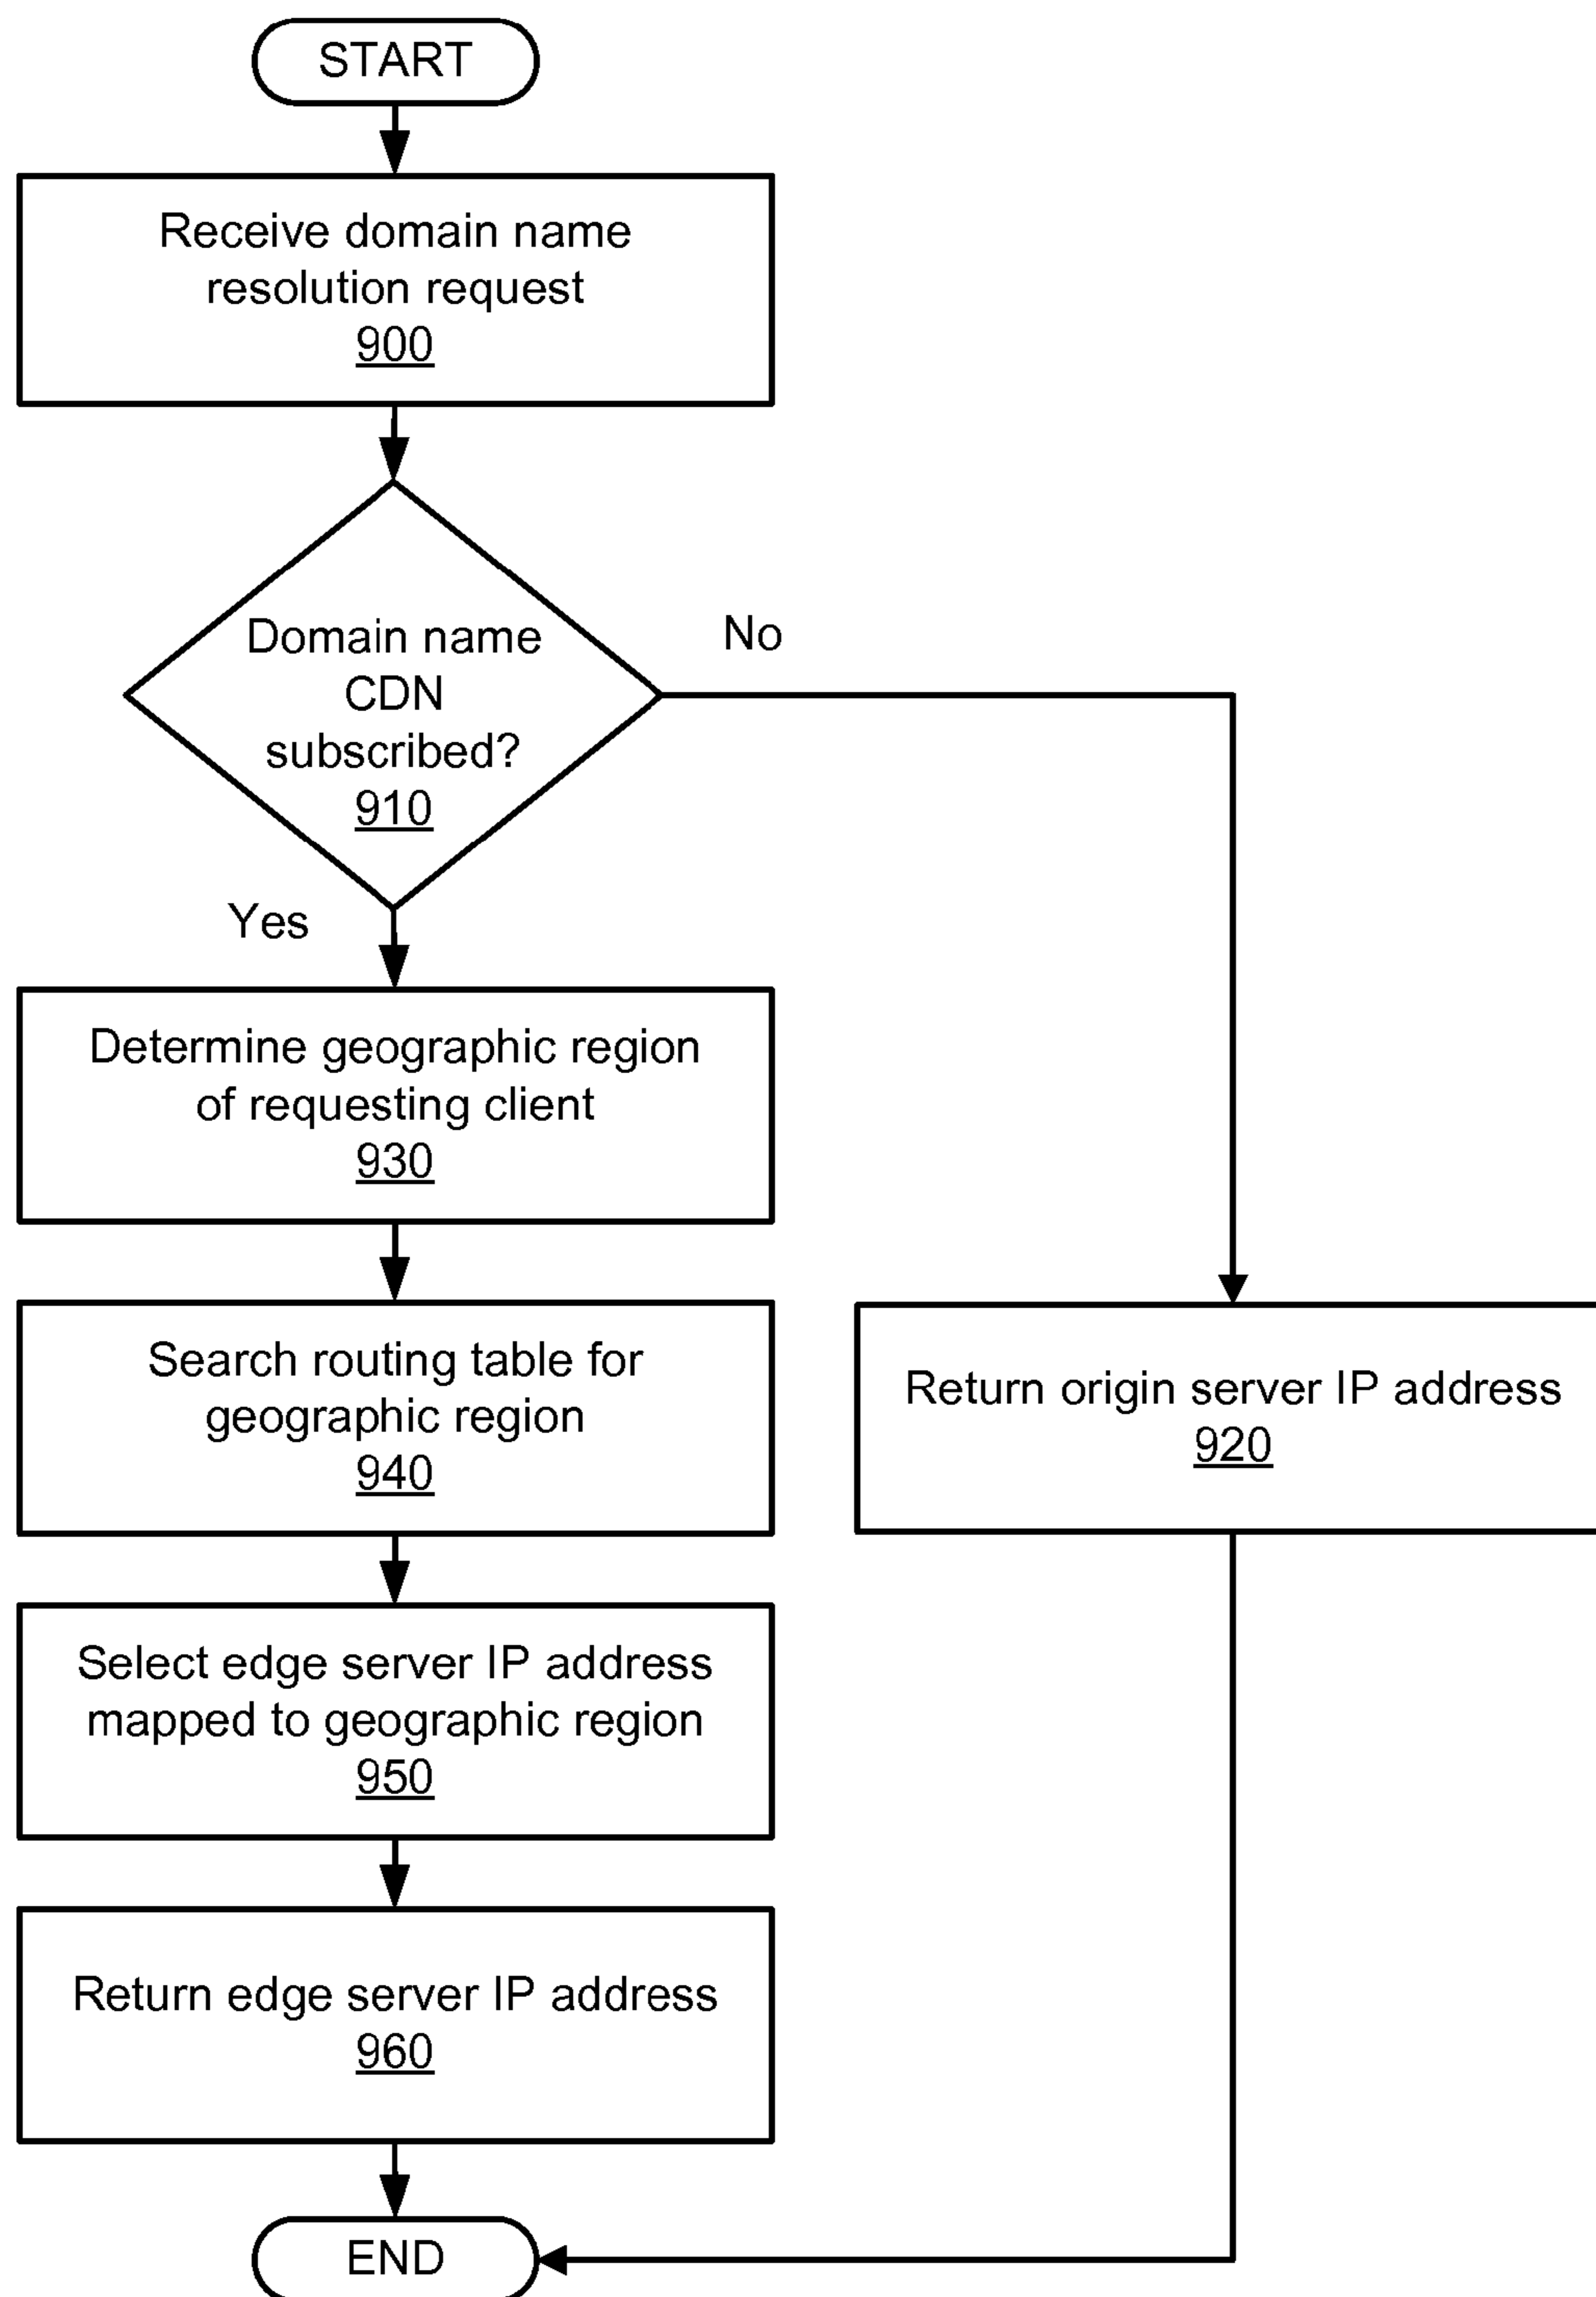 START
Receive domain name
resolution request
900
Domain name
CDN
subscribed?
910
No
Yes
Determine geographic region
of requesting client
930
Search routing table for
geographic region
940
Return origin server IP address
920
Select edge server IP address
mapped to geographic region
950
Return edge server IP address
960
END